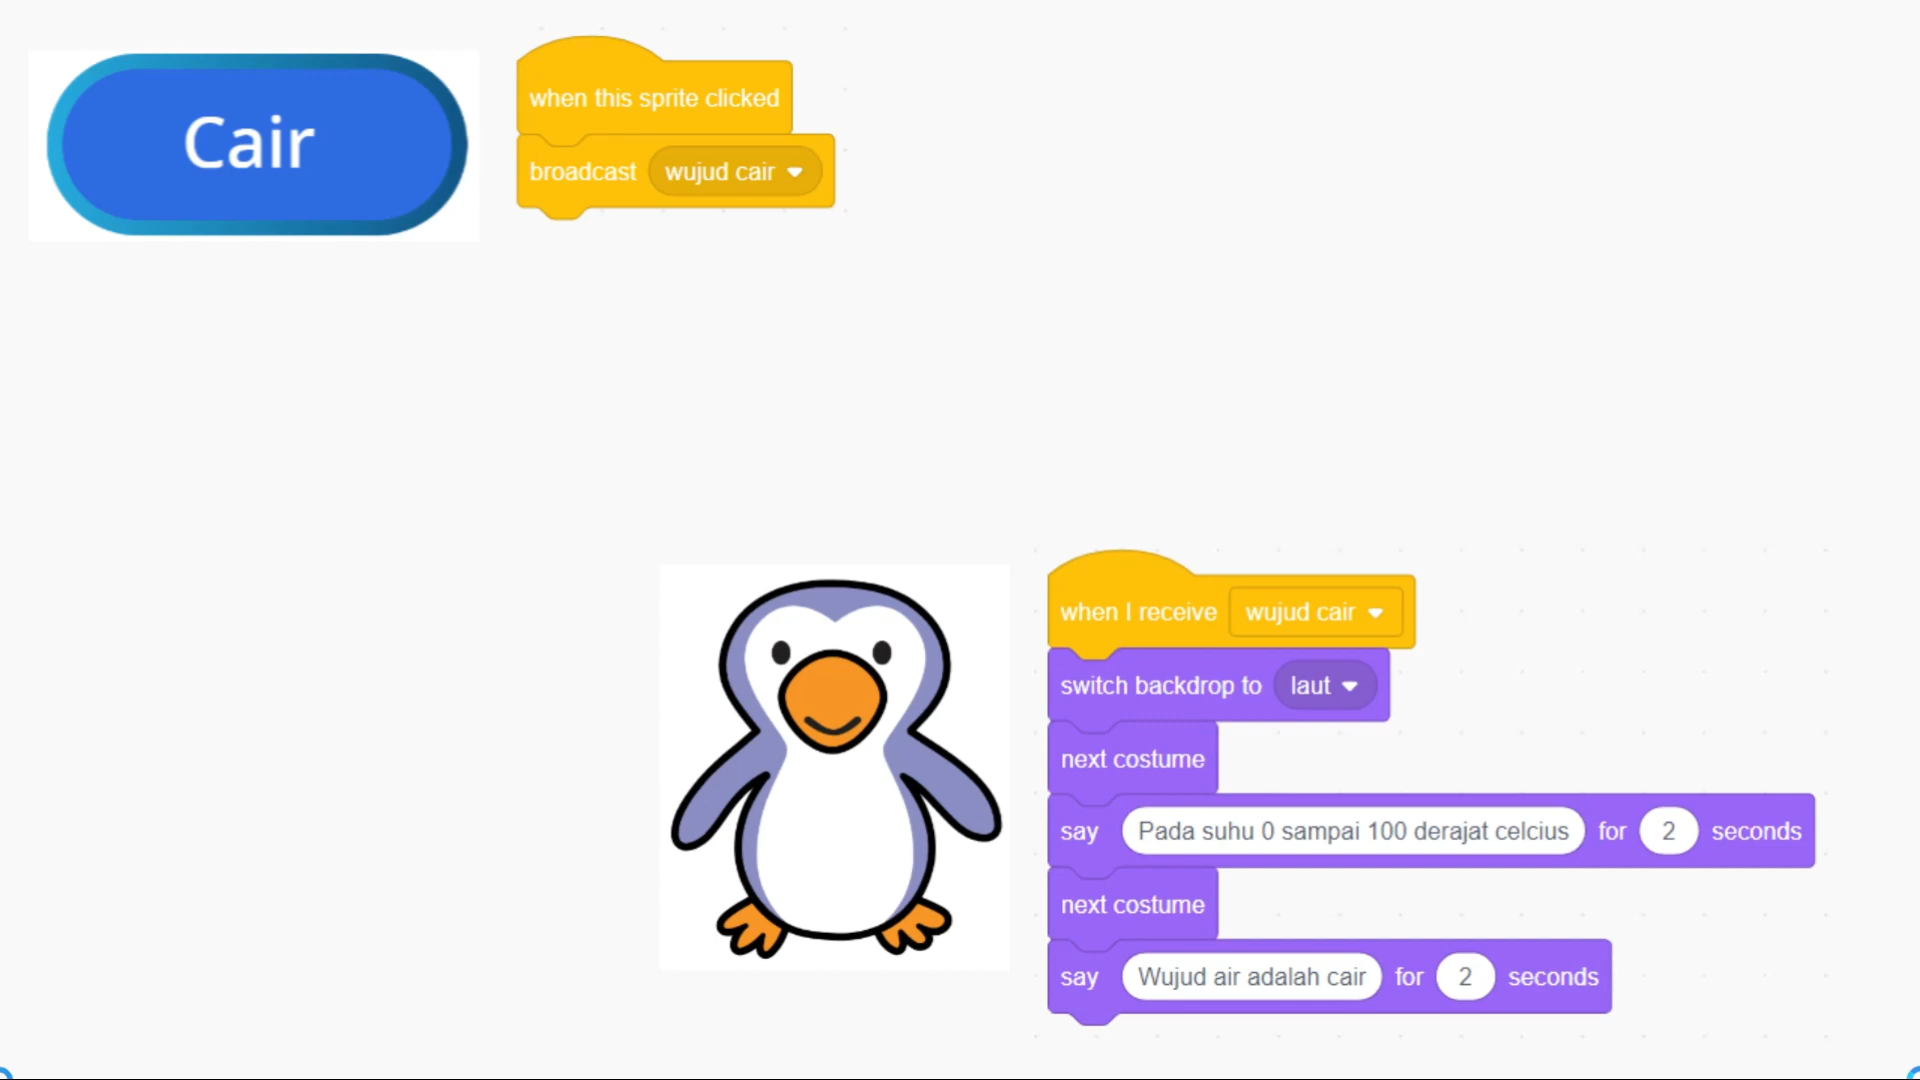 Cair
when this sprite clicked
broadcast wujud cair
when I receive wujud cair
switch backdrop to laut
next costume
say Pada suhu 0 sampai 100 derajat celcius for 2 seconds
next costume
say Wujud air adalah cair for 2 seconds